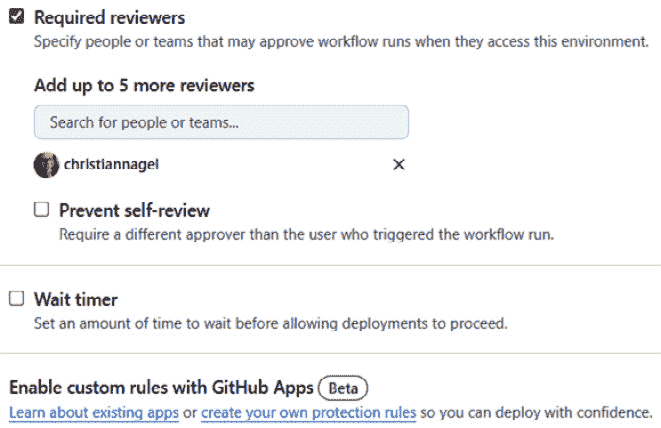 Required reviewers
Specify people or teams that may approve workflow runs when they access this environment.
Add up to 5 more reviewers
Search for people or teams...
christiannagel
Prevent self-review
Require a different approver than the user who triggered the workflow run.
Wait timer
Set an amount of time to wait before allowing deployments to proceed.
Enable custom rules with GitHub Apps Beta
Learn about existing apps or create your own protection rules so you can deploy with confidence.